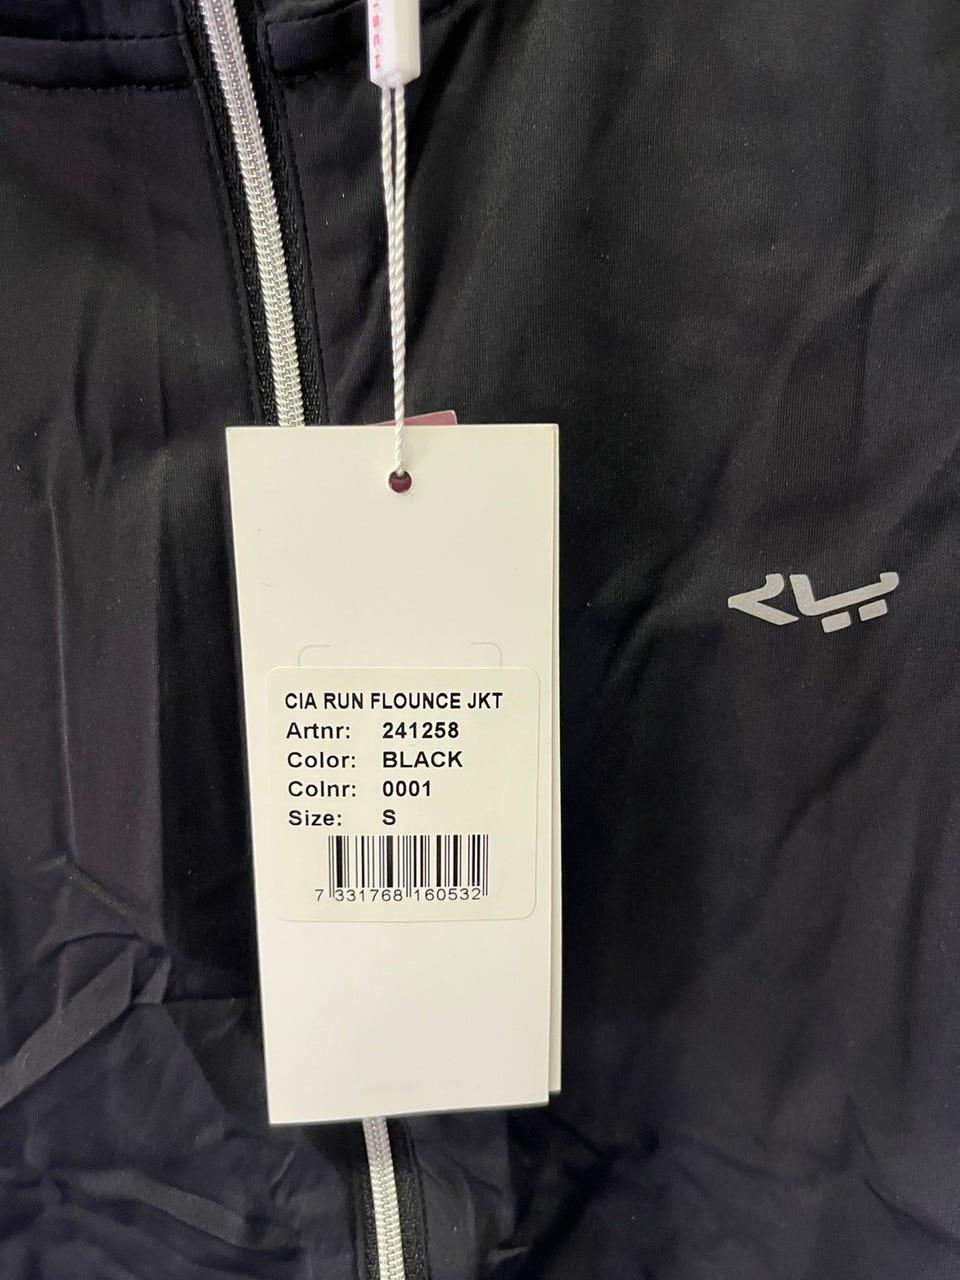 CIA RUN FLOUNCE JKT
Artnr: 241258
Color: BLACK
Colnr: 0001
Size: S
7 331768 160532